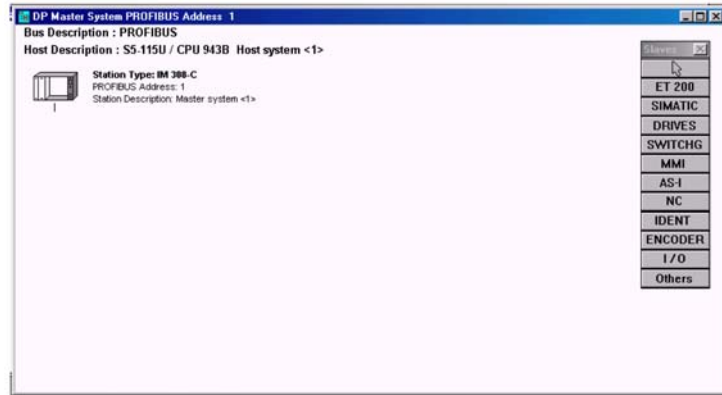 DP Master System PROFIBUS Address 1
Bus Description : PROFIBUS
Host Description : S5-115U / CPU 943B Host system <1>
Station Type: IM 308-C
PROFIBUS Address: 1
Station Description: Master system <1>
Slaves
ET 200
SIMATIC
DRIVES
SWITCHG
MMI
AS-I
NC
IDENT
ENCODER
I/O
Others